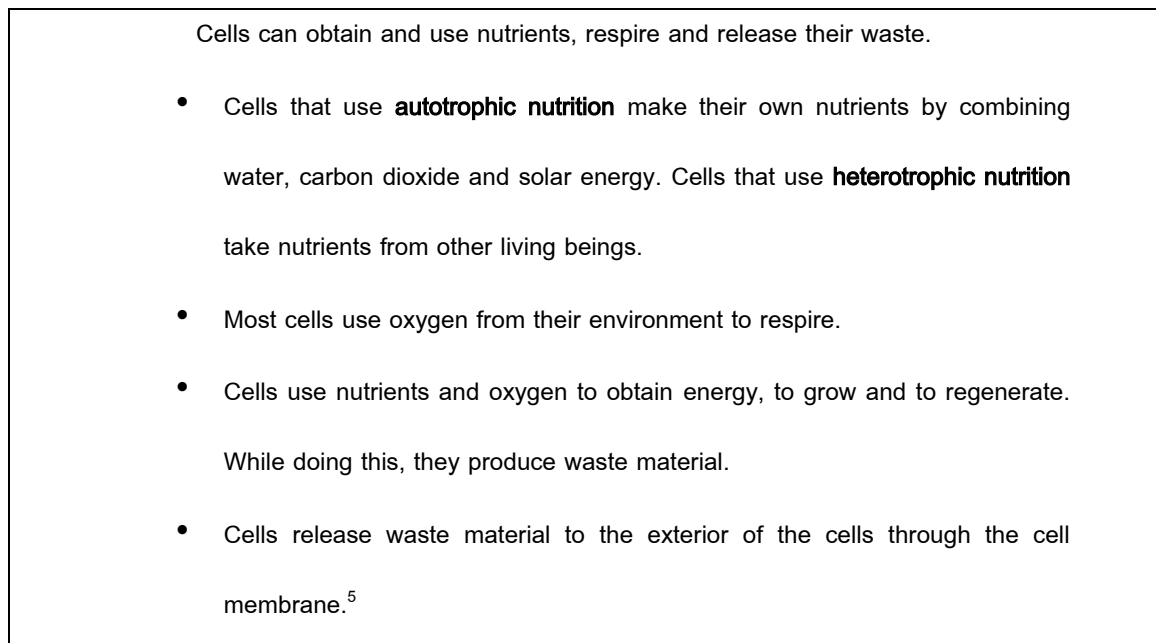 Cells can obtain and use nutrients, respire and release their waste.
• Cells that use autotrophic nutrition make their own nutrients by combining
water, carbon dioxide and solar energy. Cells that use heterotrophic nutrition
take nutrients from other living beings.
• Most cells use oxygen from their environment to respire.
• Cells use nutrients and oxygen to obtain energy, to grow and to regenerate.
While doing this, they produce waste material.
• Cells release waste material to the exterior of the cells through the cell
membrane.5